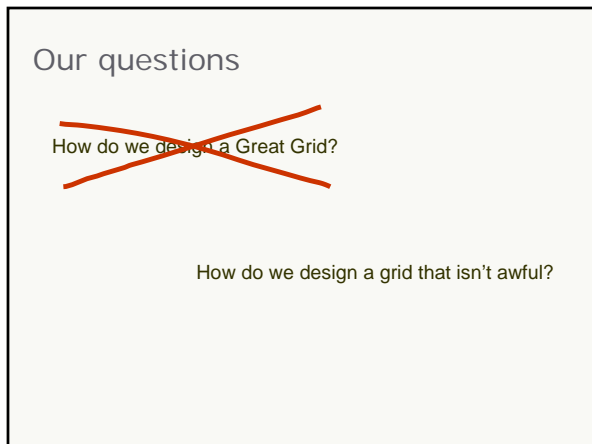 Our questions
How do we design a Great Grid?
How do we design a grid that isn't awful?